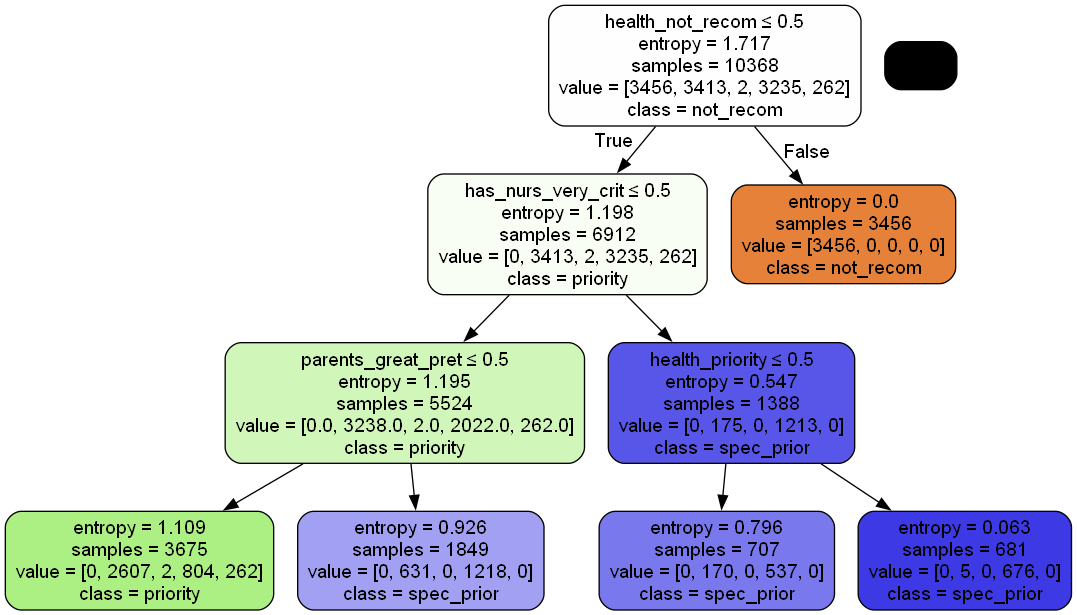 health_not_recom ≤ 0.5
entropy = 1.717
samples = 10368
value = [3456, 3413, 2, 3235, 262]
class = not_recom
True
False
has_nurs_very_crit ≤ 0.5
entropy = 1.198
samples = 6912
value = [0, 3413, 2, 3235, 262]
class = priority
entropy = 0.0
samples = 3456
value = [3456, 0, 0, 0, 0]
class = not_recom
parents_great_pret ≤ 0.5
entropy = 1.195
samples = 5524
value = [0.0, 3238.0, 2.0, 2022.0, 262.0]
class = priority
health_priority ≤ 0.5
entropy = 0.547
samples = 1388
value = [0, 175, 0, 1213, 0]
class = spec_prior
entropy = 1.109
samples = 3675
value = [0, 2607, 2, 804, 262]
class = priority
entropy = 0.926
samples = 1849
value = [0, 631, 0, 1218, 0]
class = spec_prior
entropy = 0.796
samples = 707
value = [0, 170, 0, 537, 0]
class = spec_prior
entropy = 0.063
samples = 681
value = [0, 5, 0, 676, 0]
class = spec_prior